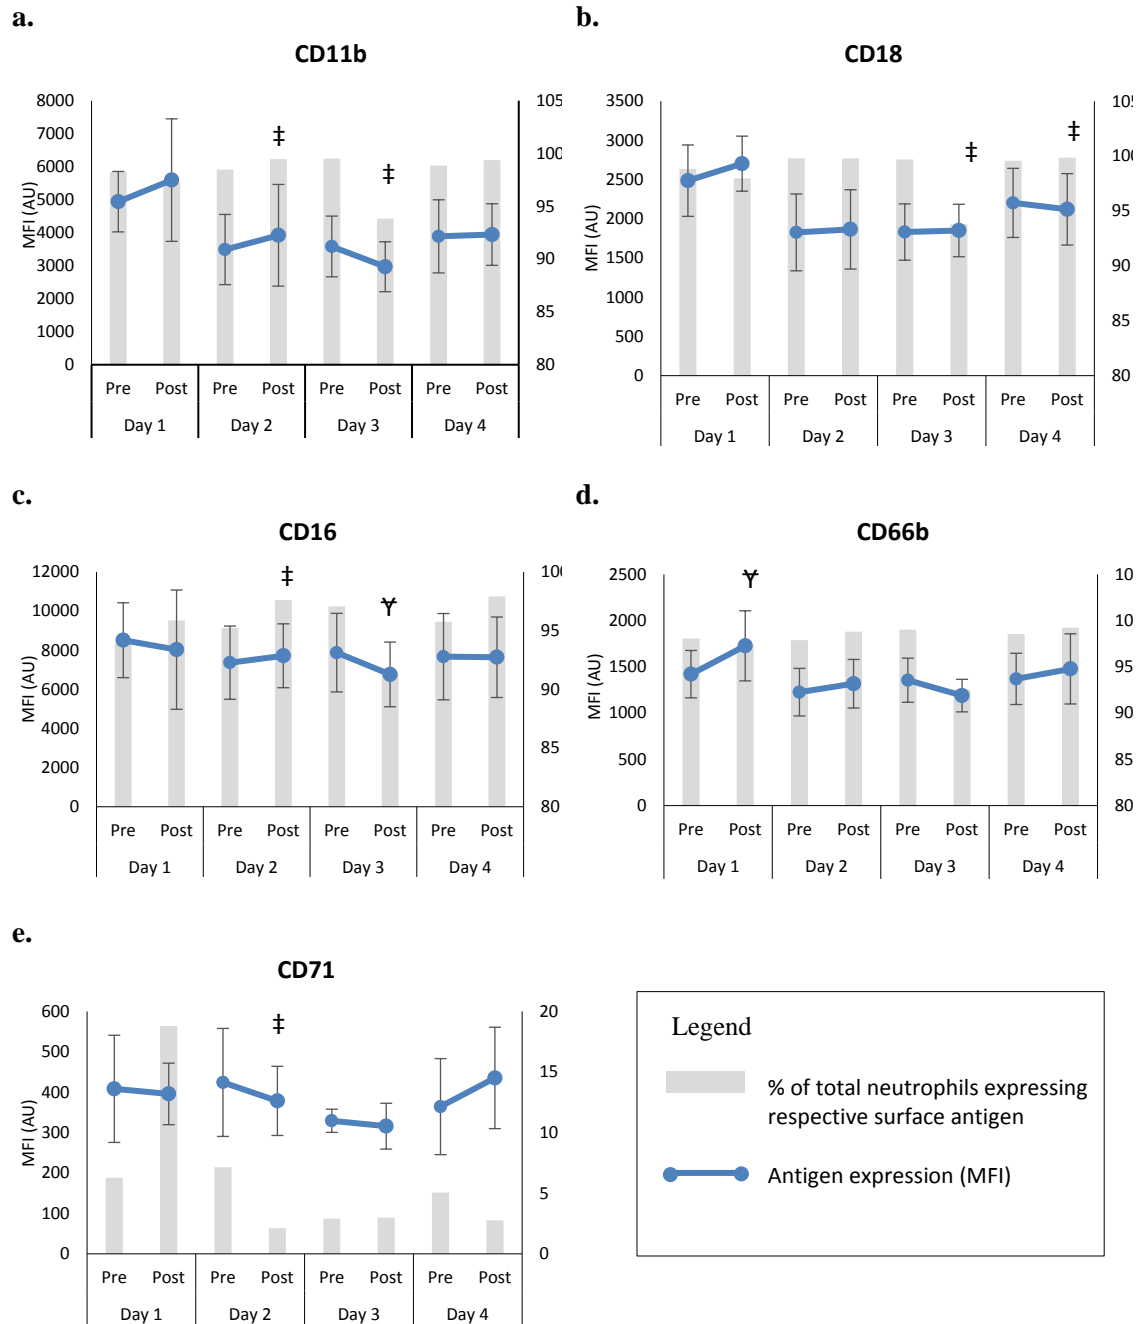 a.
CD11b
8000
7000
6000
5000
4000
3000
2000
1000
0
MFI (AU)
105
100
95
90
85
80
‡
‡
Pre Post Pre Post Pre Post Pre Post
Day 1 Day 2 Day 3 Day 4
b.
CD18
3500
3000
2500
2000
1500
1000
500
0
MFI (AU)
10
10
95
90
85
80
‡
‡
Pre Post Pre Post Pre Post Pre Post
Day 1 Day 2 Day 3 Day 4
c.
CD16
12000
10000
8000
6000
4000
2000
0
MFI (AU)
10
95
90
85
80
‡
Ɏ
Pre Post Pre Post Pre Post Pre Post
Day 1 Day 2 Day 3 Day 4
d.
CD66b
2500
2000
1500
1000
500
0
MFI (AU)
10
10
95
90
85
80
Ɏ
Pre Post Pre Post Pre Post Pre Post
Day 1 Day 2 Day 3 Day 4
e.
CD71
600
500
400
300
200
100
0
MFI (AU)
20
15
10
5
0
‡
Pre Post Pre Post Pre Post Pre Post
Day 1 Day 2 Day 3 Day 4
Legend
% of total neutrophils expressing
respective surface antigen
Antigen expression (MFI)